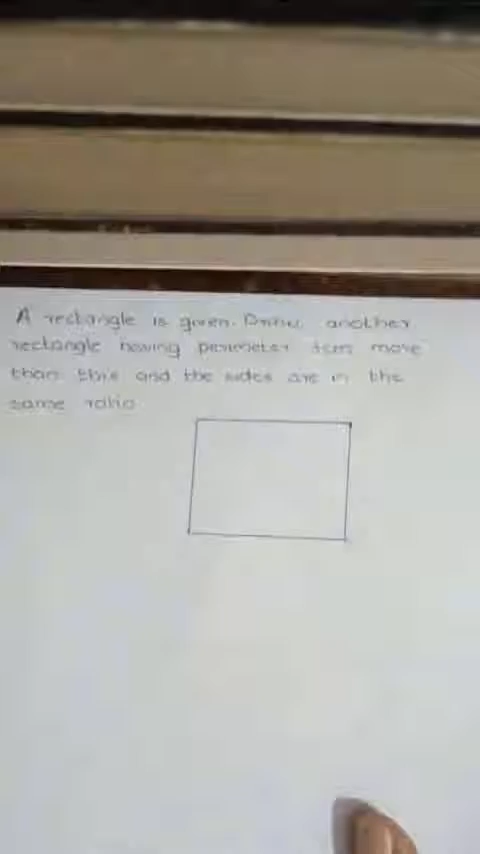 A rectangle is given. Draw another
rectangle having perimeter more
than this and the sides are in the
same ratio